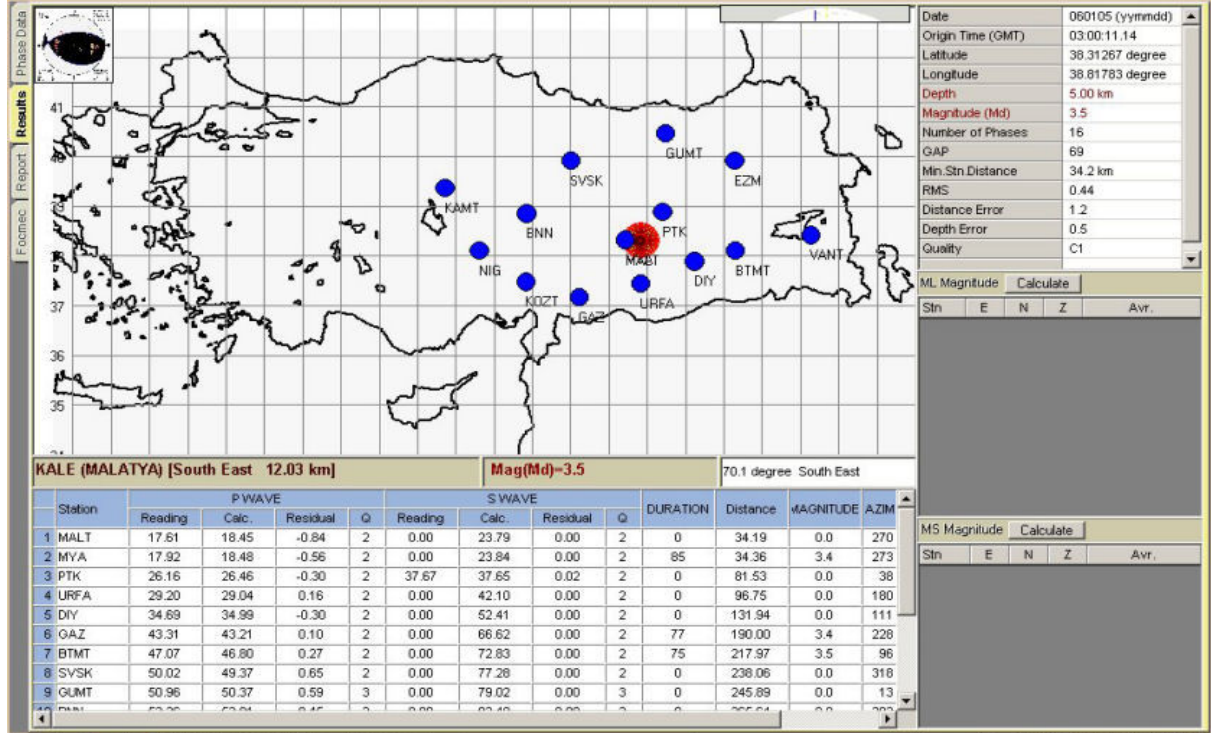 Phase Data
Results
Report
Focmec
41
39
37
36
35
GUMT
SVSK
EZM
KAMT
BNN
PTK
VANT
NIG
BTMT
DIY
KOZT
URFA
GAZ
Date 060105 (yymmdd)
Origin Time (GMT) 03:00:11.14
Latitude 38.31267 degree
Longitude 38.81783 degree
Depth 5.00 km
Magnitude (Md) 3.5
Number of Phases 16
GAP 69
Min.Stn.Distance 34.2 km
RMS 0.44
Distance Error 1.2
Depth Error 0.5
Quality C1
ML Magnitude Calculate
Stn E N Z Avr.
KALE (MALATYA) [South East 12.03 km] Mag(Md)=3.5 70.1 degree South East
Station P WAVE S WAVE DURATION Distance MAGNITUDE AZIM
Reading Calc. Residual Q Reading Calc. Residual Q
1 MALT 17.61 18.45 -0.84 2 0.00 23.79 0.00 2 0 34.19 0.0 270
2 MYA 17.92 18.48 -0.56 2 0.00 23.84 0.00 2 85 34.36 3.4 273
3 PTK 26.16 26.46 -0.30 2 37.67 37.65 0.02 2 0 81.53 0.0 38
4 URFA 29.20 29.04 0.16 2 0.00 42.10 0.00 2 0 96.75 0.0 180
5 DIY 34.69 34.99 -0.30 2 0.00 52.41 0.00 2 0 131.94 0.0 111
6 GAZ 43.31 43.21 0.10 2 0.00 66.62 0.00 2 77 190.00 3.4 228
7 BTMT 47.07 46.80 0.27 2 0.00 72.83 0.00 2 75 217.97 3.5 96
8 SVSK 50.02 49.37 0.65 2 0.00 77.28 0.00 2 0 238.06 0.0 318
9 GUMT 50.96 50.37 0.59 3 0.00 79.02 0.00 3 0 245.89 0.0 13
MS Magnitude Calculate
Stn E N Z Avr.